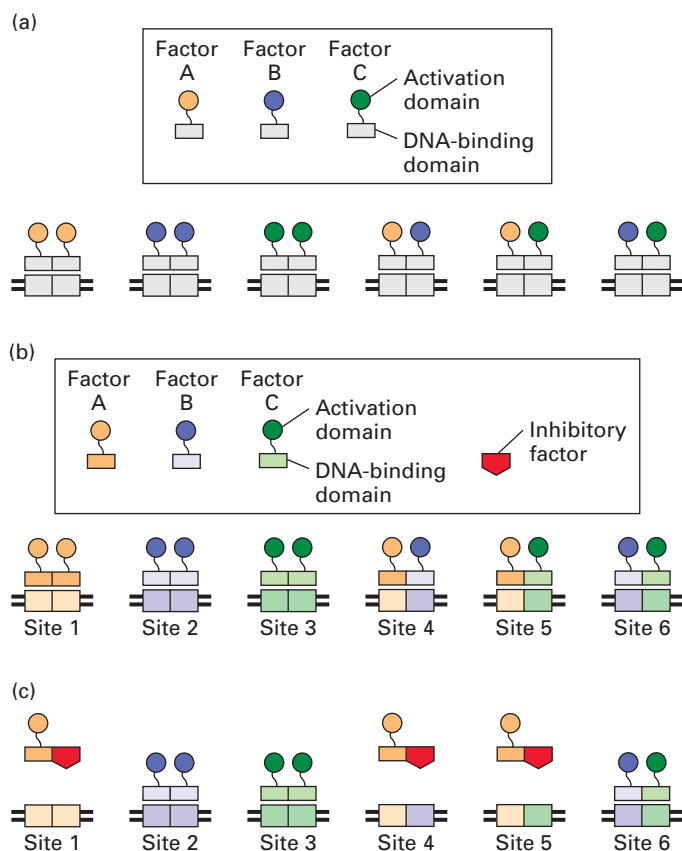 (a)
Factor A
Factor B
Factor C
Activation domain
DNA-binding domain
(b)
Factor A
Factor B
Factor C
Activation domain
DNA-binding domain
Inhibitory factor
Site 1 Site 2 Site 3 Site 4 Site 5 Site 6
(c)
Site 1 Site 2 Site 3 Site 4 Site 5 Site 6